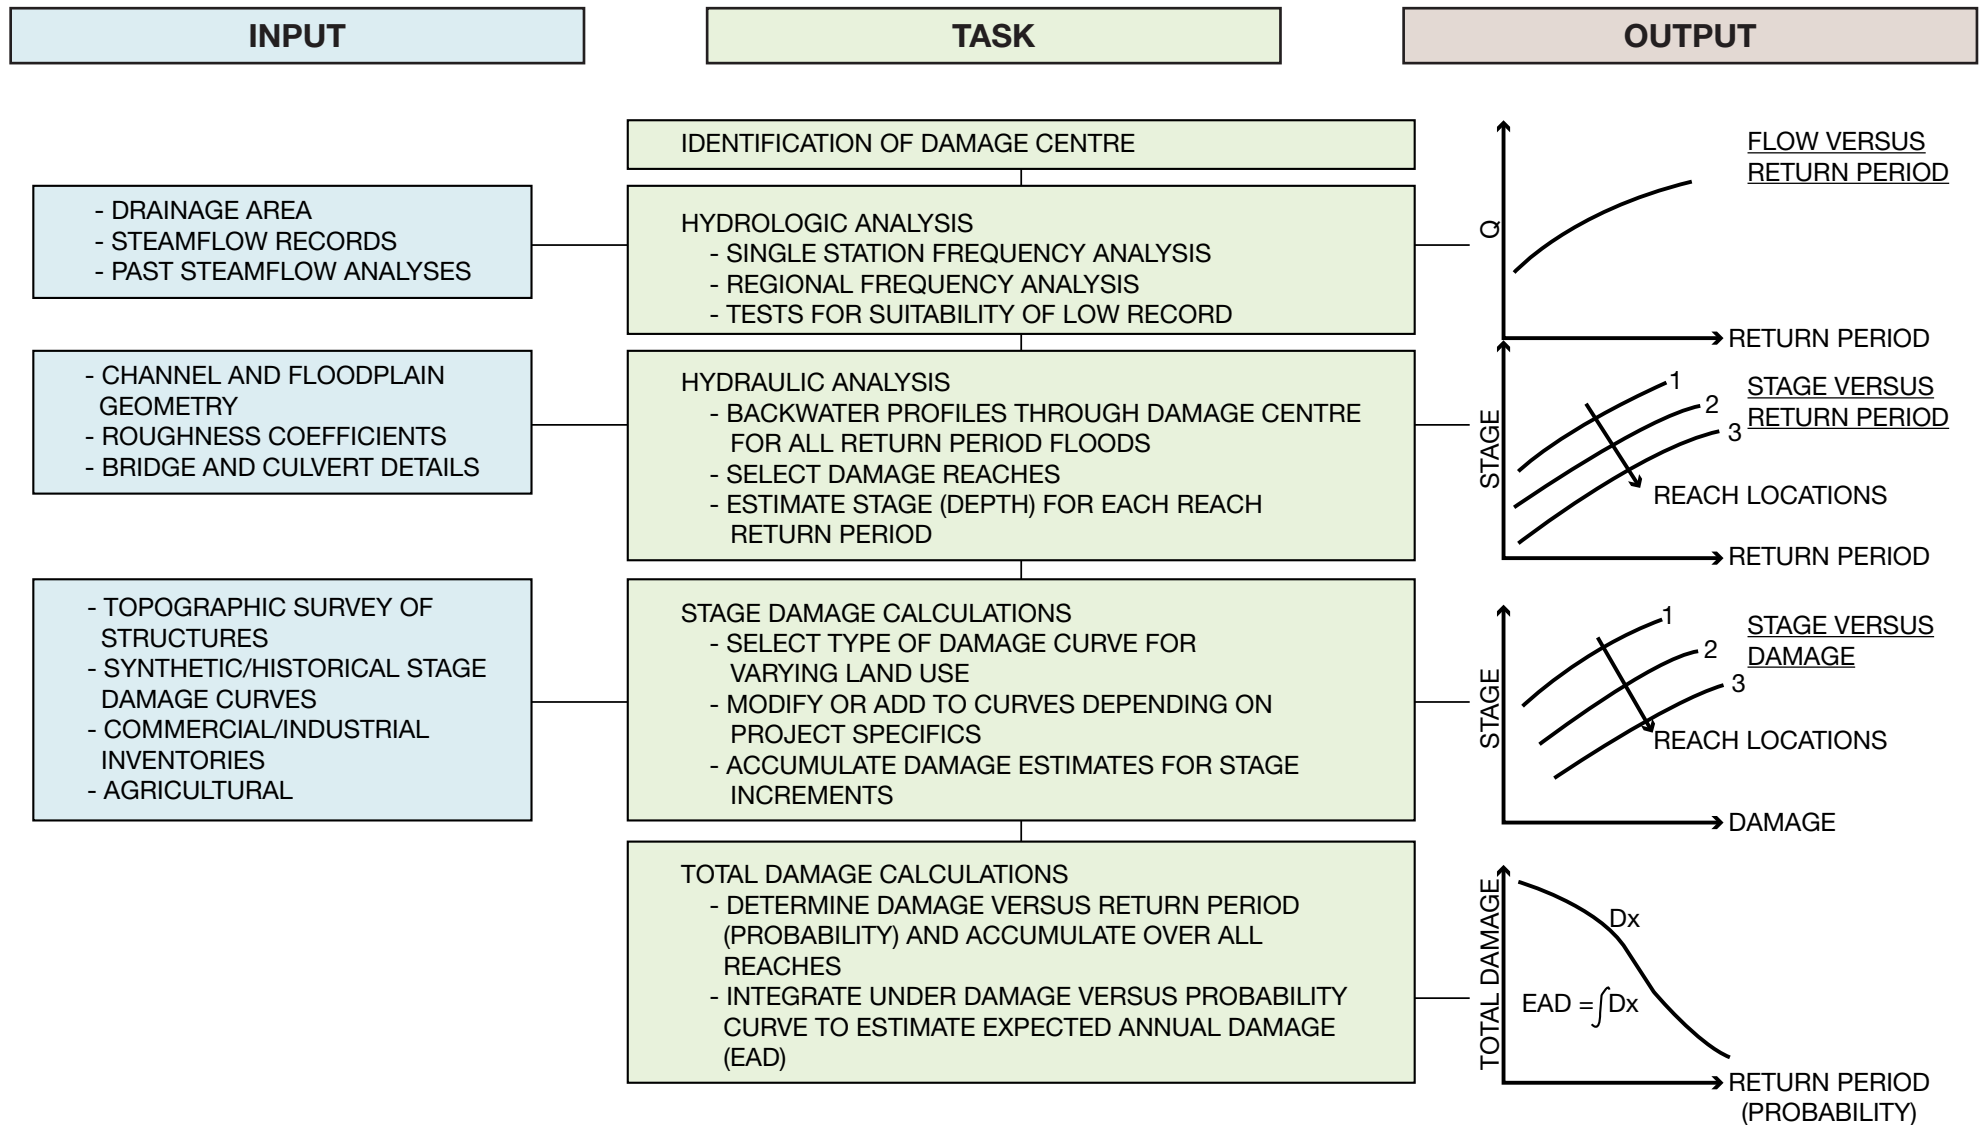 INPUT
TASK
OUTPUT
IDENTIFICATION OF DAMAGE CENTRE
- DRAINAGE AREA
- STEAMFLOW RECORDS
- PAST STEAMFLOW ANALYSES
HYDROLOGIC ANALYSIS
- SINGLE STATION FREQUENCY ANALYSIS
- REGIONAL FREQUENCY ANALYSIS
- TESTS FOR SUITABILITY OF LOW RECORD
FLOW VERSUS
RETURN PERIOD
Q
RETURN PERIOD
- CHANNEL AND FLOODPLAIN
GEOMETRY
- ROUGHNESS COEFFICIENTS
- BRIDGE AND CULVERT DETAILS
HYDRAULIC ANALYSIS
- BACKWATER PROFILES THROUGH DAMAGE CENTRE
FOR ALL RETURN PERIOD FLOODS
- SELECT DAMAGE REACHES
- ESTIMATE STAGE (DEPTH) FOR EACH REACH
RETURN PERIOD
STAGE VERSUS
RETURN PERIOD
STAGE
1
2
3
REACH LOCATIONS
RETURN PERIOD
- TOPOGRAPHIC SURVEY OF
STRUCTURES
- SYNTHETIC/HISTORICAL STAGE
DAMAGE CURVES
- COMMERCIAL/INDUSTRIAL
INVENTORIES
- AGRICULTURAL
STAGE DAMAGE CALCULATIONS
- SELECT TYPE OF DAMAGE CURVE FOR
VARYING LAND USE
- MODIFY OR ADD TO CURVES DEPENDING ON
PROJECT SPECIFICS
- ACCUMULATE DAMAGE ESTIMATES FOR STAGE
INCREMENTS
STAGE VERSUS
DAMAGE
STAGE
1
2
3
REACH LOCATIONS
DAMAGE
TOTAL DAMAGE CALCULATIONS
- DETERMINE DAMAGE VERSUS RETURN PERIOD
(PROBABILITY) AND ACCUMULATE OVER ALL
REACHES
- INTEGRATE UNDER DAMAGE VERSUS PROBABILITY
CURVE TO ESTIMATE EXPECTED ANNUAL DAMAGE
(EAD)
TOTAL DAMAGE
Dx
EAD = ∫Dx
RETURN PERIOD
(PROBABILITY)